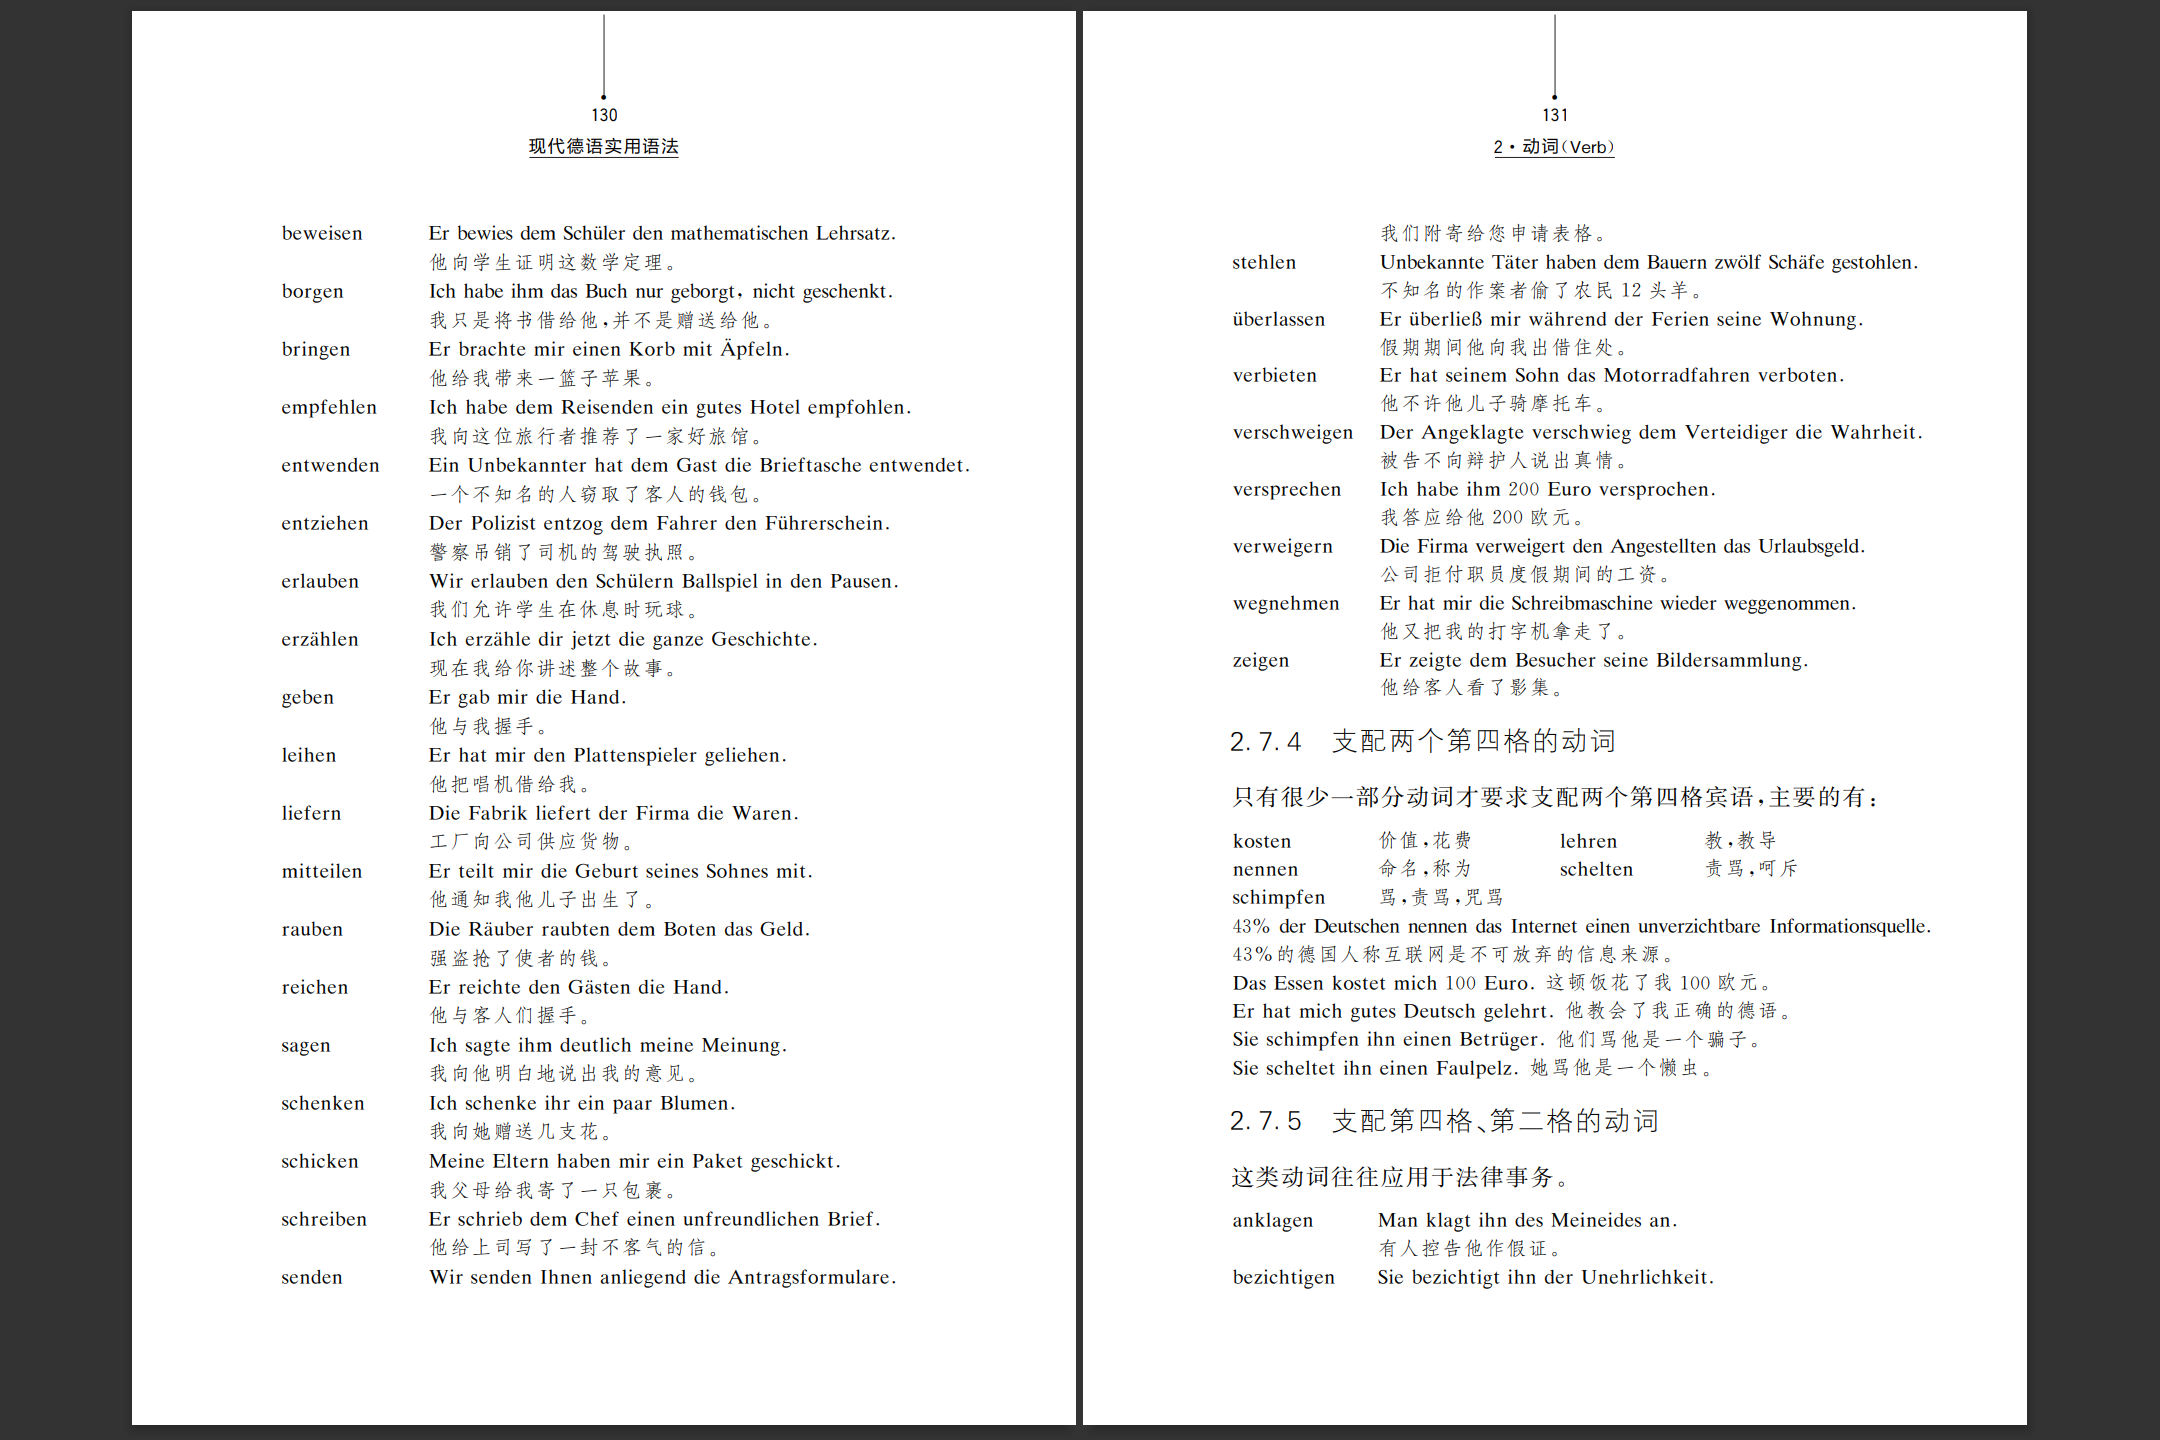 130
现代德语实用语法
beweisen Er bewies dem Schüler den mathematischen Lehrsatz.
他向学生证明这数学定理。
borgen Ich habe ihm das Buch nur geborgt, nicht geschenkt.
我只是将书借给他,并不是赠送给他。
bringen Er brachte mir einen Korb mit Äpfeln.
他给我带来一篮子苹果。
empfehlen Ich habe dem Reisenden ein gutes Hotel empfohlen.
我向这位旅行者推荐了一家好旅馆。
entwenden Ein Unbekannter hat dem Gast die Brieftasche entwendet.
一个不知名的人窃取了客人的钱包。
entziehen Der Polizist entzog dem Fahrer den Führerschein.
警察吊销了司机的驾驶执照。
erlauben Wir erlauben den Schülern Ballspiel in den Pausen.
我们允许学生在休息时玩球。
erzählen Ich erzähle dir jetzt die ganze Geschichte.
现在我给你讲述整个故事。
geben Er gab mir die Hand.
他与我握手。
leihen Er hat mir den Plattenspieler geliehen.
他把唱机借给我。
liefern Die Fabrik liefert der Firma die Waren.
工厂向公司供应货物。
mitteilen Er teilt mir die Geburt seines Sohnes mit.
他通知我他儿子出生了。
rauben Die Räuber raubten dem Boten das Geld.
强盗抢了使者的钱。
reichen Er reichte den Gästen die Hand.
他与客人们握手。
sagen Ich sagte ihm deutlich meine Meinung.
我向他明白地说出我的意见。
schenken Ich schenke ihr ein paar Blumen.
我向她赠送几支花。
schicken Meine Eltern haben mir ein Paket geschickt.
我父母给我寄了一只包裹。
schreiben Er schrieb dem Chef einen unfreundlichen Brief.
他给上司写了一封不客气的信。
senden Wir senden Ihnen anliegend die Antragsformulare.
131
2·动词(Verb)
我们附寄给您申请表格。
stehlen Unbekannte Täter haben dem Bauern zwölf Schäfe gestohlen.
不知名的作案者偷了农民 12 头羊。
überlassen Er überließ mir während der Ferien seine Wohnung.
假期期间他向我出借住处。
verbieten Er hat seinem Sohn das Motorradfahren verboten.
他不许他儿子骑摩托车。
verschweigen Der Angeklagte verschwieg dem Verteidiger die Wahrheit.
被告不向辩护人说出真情。
versprechen Ich habe ihm 200 Euro versprochen.
我答应给他 200 欧元。
verweigern Die Firma verweigert den Angestellten das Urlaubsgeld.
公司拒付职员度假期间的工资。
wegnehmen Er hat mir die Schreibmaschine wieder weggenommen.
他又把我的打字机拿走了。
zeigen Er zeigte dem Besucher seine Bildersammlung.
他给客人看了影集。
2.7.4 支配两个第四格的动词
只有很少一部分动词才要求支配两个第四格宾语,主要的有:
kosten 价值,花费 lehren 教,教导
nennen 命名,称为 schelten 责骂,呵斥
schimpfen 骂,责骂,咒骂
43% der Deutschen nennen das Internet einen unverzichtbare Informationsquelle.
43%的德国人称互联网是不可放弃的信息来源。
Das Essen kostet mich 100 Euro. 这顿饭花了我 100 欧元。
Er hat mich gutes Deutsch gelehrt. 他教会了我正确的德语。
Sie schimpfen ihn einen Betrüger. 他们骂他是一个骗子。
Sie scheltet ihn einen Faulpelz. 她骂他是一个懒虫。
2.7.5 支配第四格、第二格的动词
这类动词往往应用于法律事务。
anklagen Man klagt ihn des Meineides an.
有人控告他作假证。
bezichtigen Sie bezichtigt ihn der Unehrlichkeit.